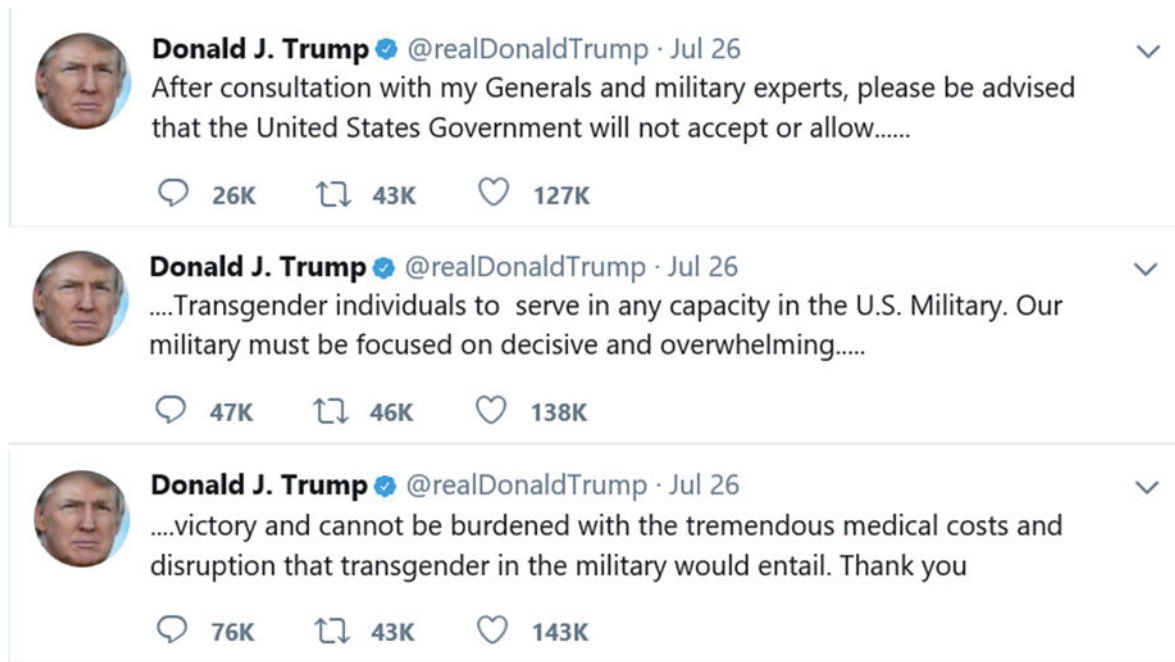 Donald J. Trump @realDonaldTrump · Jul 26
After consultation with my Generals and military experts, please be advised
that the United States Government will not accept or allow......
26K 43K 127K
Donald J. Trump @realDonaldTrump · Jul 26
....Transgender individuals to  serve in any capacity in the U.S. Military. Our
military must be focused on decisive and overwhelming.....
47K 46K 138K
Donald J. Trump @realDonaldTrump · Jul 26
....victory and cannot be burdened with the tremendous medical costs and
disruption that transgender in the military would entail. Thank you
76K 43K 143K